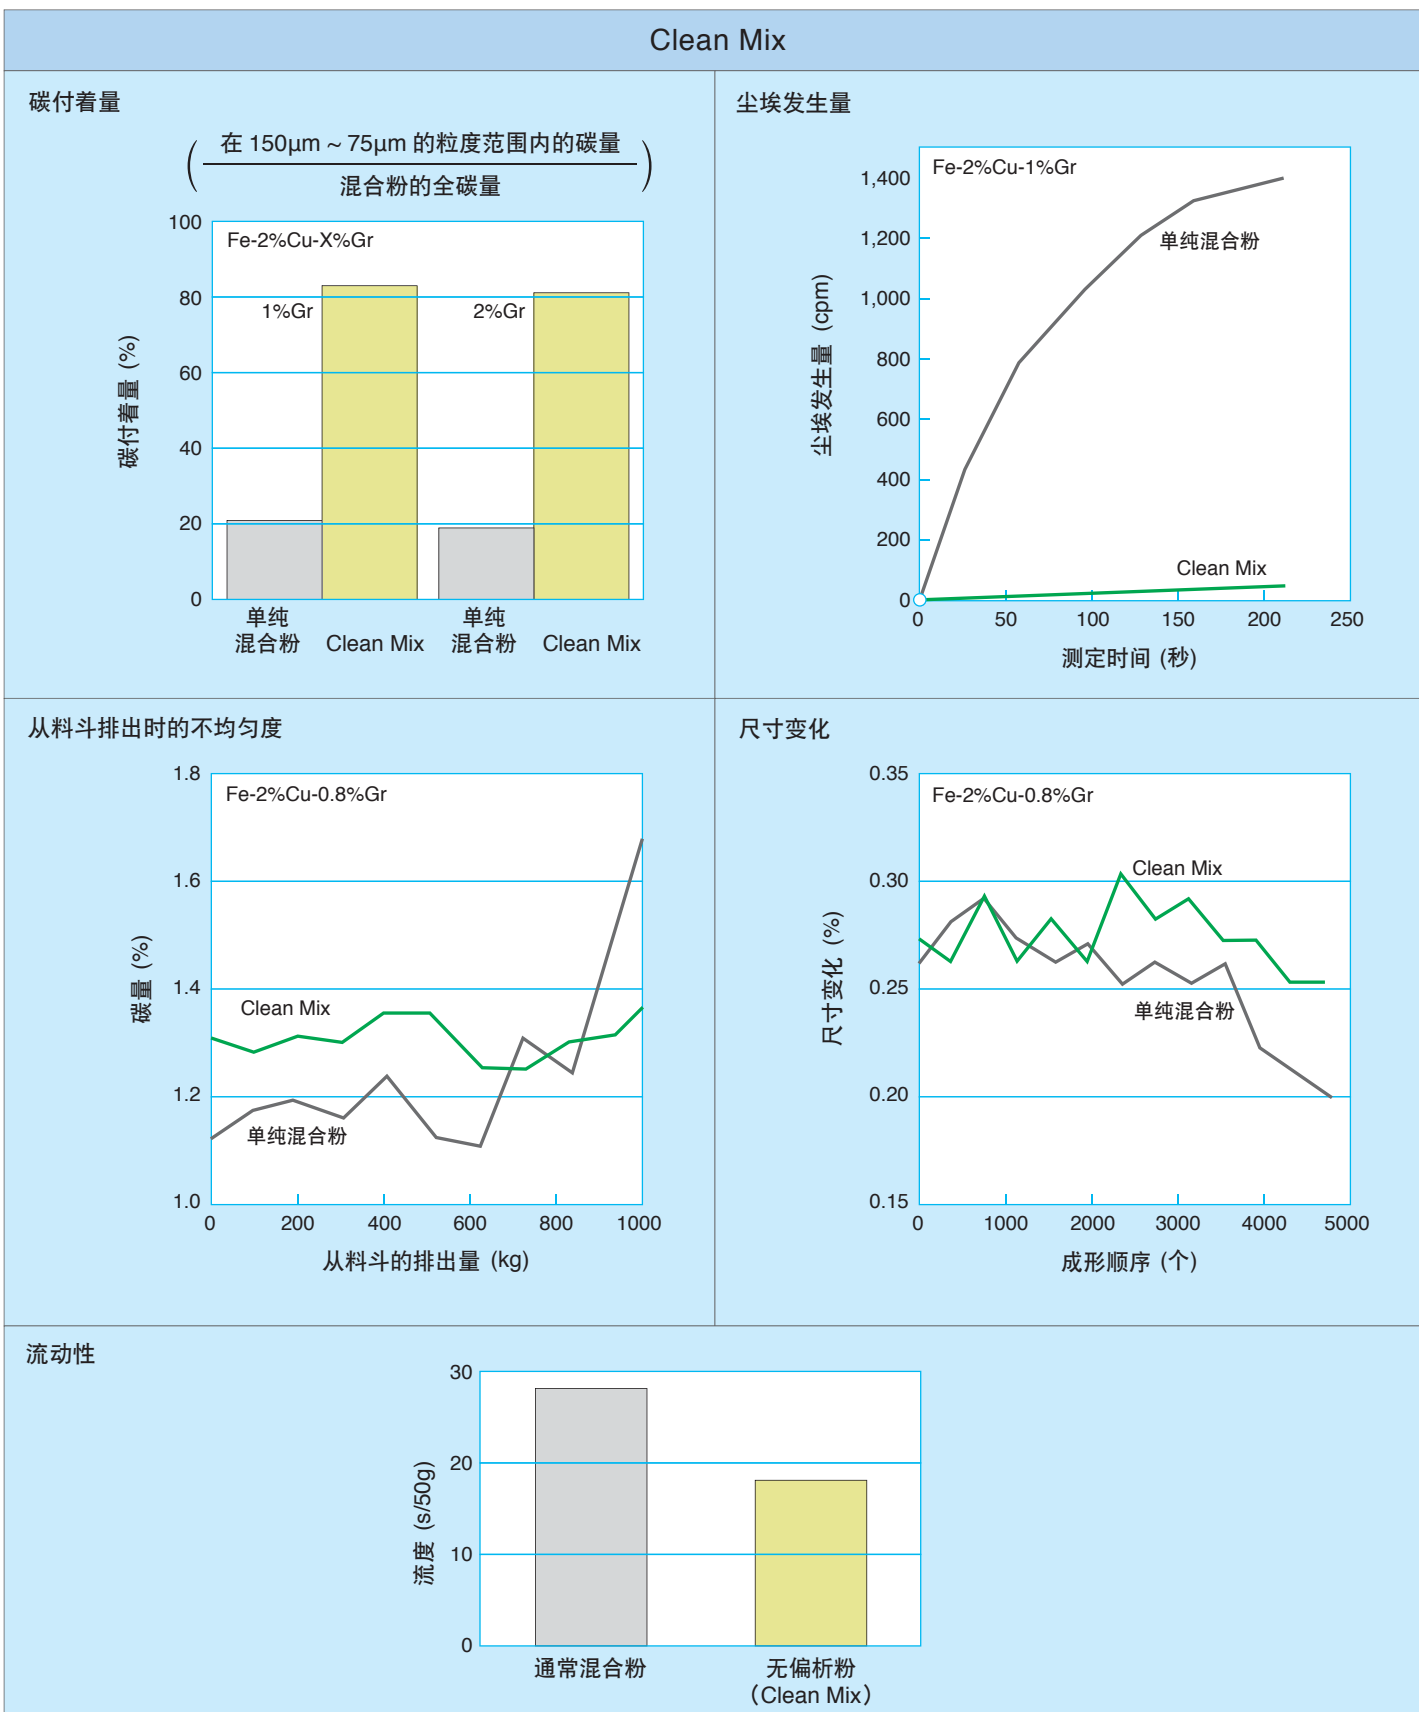 Clean Mix
碳付着量
在 150μm ~ 75μm 的粒度范围内的碳量
混合粉的全碳量
Fe-2%Cu-X%Gr
碳付着量 (%)
100
80
60
40
20
0
1%Gr
2%Gr
单纯
混合粉
Clean Mix
单纯
混合粉
Clean Mix
尘埃发生量
Fe-2%Cu-1%Gr
尘埃发生量 (cpm)
1,400
1,200
1,000
800
600
400
200
0
单纯混合粉
Clean Mix
0 50 100 150 200 250
测定时间 (秒)
从料斗排出时的不均匀度
Fe-2%Cu-0.8%Gr
碳量 (%)
1.8
1.6
1.4
1.2
1.0
Clean Mix
单纯混合粉
0 200 400 600 800 1000
从料斗的排出量 (kg)
尺寸变化
Fe-2%Cu-0.8%Gr
尺寸变化 (%)
0.35
0.30
0.25
0.20
0.15
Clean Mix
单纯混合粉
0 1000 2000 3000 4000 5000
成形顺序 (个)
流动性
流度 (s/50g)
30
20
10
0
通常混合粉
无偏析粉
（Clean Mix）